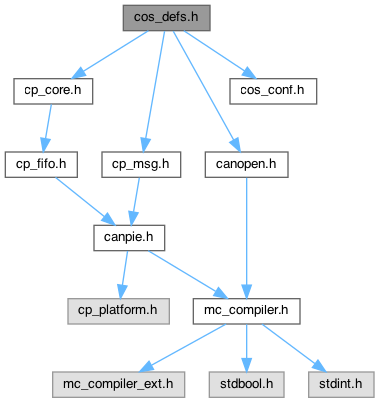 cos_defs.h
cp_core.h
cos_conf.h
cp_fifo.h
cp_msg.h
canopen.h
canpie.h
cp_platform.h
mc_compiler.h
mc_compiler_ext.h
stdbool.h
stdint.h